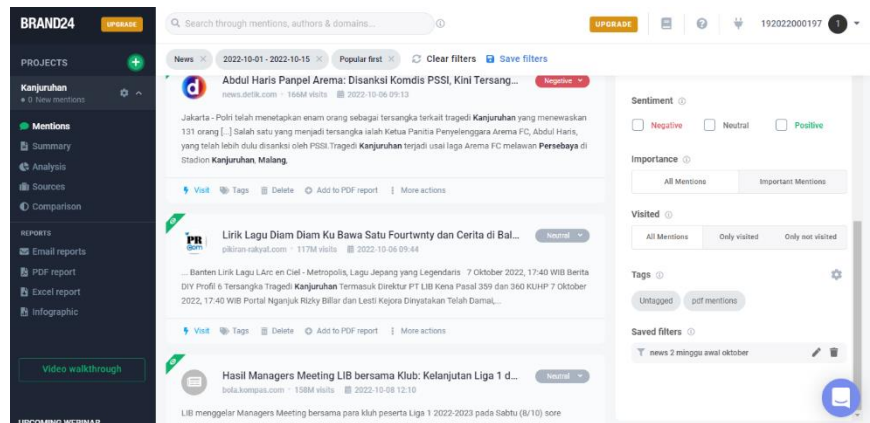 BRAND24
UPGRADE
Search through mentions, authors & domains...
UPGRADE
192022000197
1
PROJECTS
Kanjuruhan
0 New mentions
Mentions
Summary
Analysis
Sources
Comparison
REPORTS
Email reports
PDF report
Excel report
Infographic
Video walkthrough
UPCOMING WEBINAR
News ×
2022-10-01 - 2022-10-15 ×
Popular first ×
Clear filters
Save filters
Abdul Haris Panpel Arema: Disanksi Komdis PSSI, Kini Tersang...
Negative
news.detik.com · 166M visits 2022-10-06 09:13
Jakarta - Polri telah menetapkan enam orang sebagai tersangka terkait tragedi Kanjuruhan yang menewaskan
131 orang [...] Salah satu yang menjadi tersangka ialah Ketua Panitia Penyelenggara Arema FC, Abdul Haris,
yang telah lebih dulu disanksi oleh PSSI.Tragedi Kanjuruhan terjadi usai laga Arema FC melawan Persebaya di
Stadion Kanjuruhan, Malang,
Visit Tags Delete Add to PDF report More actions
PR
.com
Lirik Lagu Diam Diam Ku Bawa Satu Fourtwnty dan Cerita di Bal...
Neutral
pikiran-rakyat.com · 117M visits 2022-10-06 09:44
... Banten Lirik Lagu LArc en Ciel - Metropolis, Lagu Jepang yang Legendaris 7 Oktober 2022, 17:40 WIB Berita
DIY Profil 6 Tersangka Tragedi Kanjuruhan Termasuk Direktur PT LIB Kena Pasal 359 dan 360 KUHP 7 Oktober
2022, 17.40 WIB Portal Nganjuk Rizky Billar dan Lesti Kejora Dinyatakan Telah Damai,...
Visit Tags Delete Add to PDF report More actions
Hasil Managers Meeting LIB bersama Klub: Kelanjutan Liga 1 d...
Neutral
bola.kompas.com · 158M visits 2022-10-08 12:10
LIB menggelar Managers Meeting bersama para klub peserta Liga 1 2022-2023 pada Sabtu (8/10) sore
Sentiment
Negative Neutral Positive
Importance
All Mentions Important Mentions
Visited
All Mentions Only visited Only not visited
Tags
Untagged pdf mentions
Saved filters
news 2 minggu awal oktober